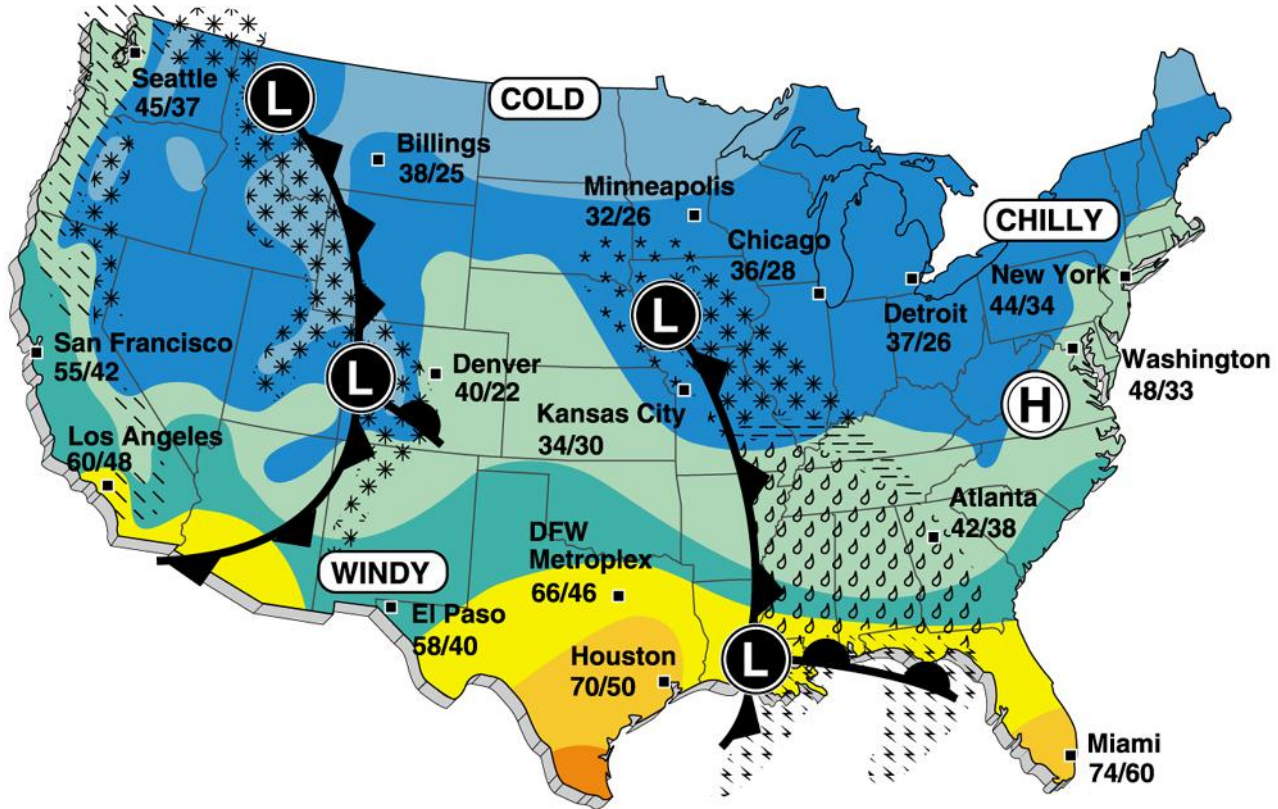 Seattle
45/37
L
COLD
Billings
38/25
Minneapolis
32/26
Chicago
36/28
CHILLY
New York
44/34
Detroit
37/26
L
San Francisco
55/42
L
Denver
40/22
Washington
48/33
Kansas City
34/30
H
Los Angeles
60/48
Atlanta
42/38
DFW
Metroplex
66/46
WINDY
El Paso
58/40
Houston
70/50
L
Miami
74/60